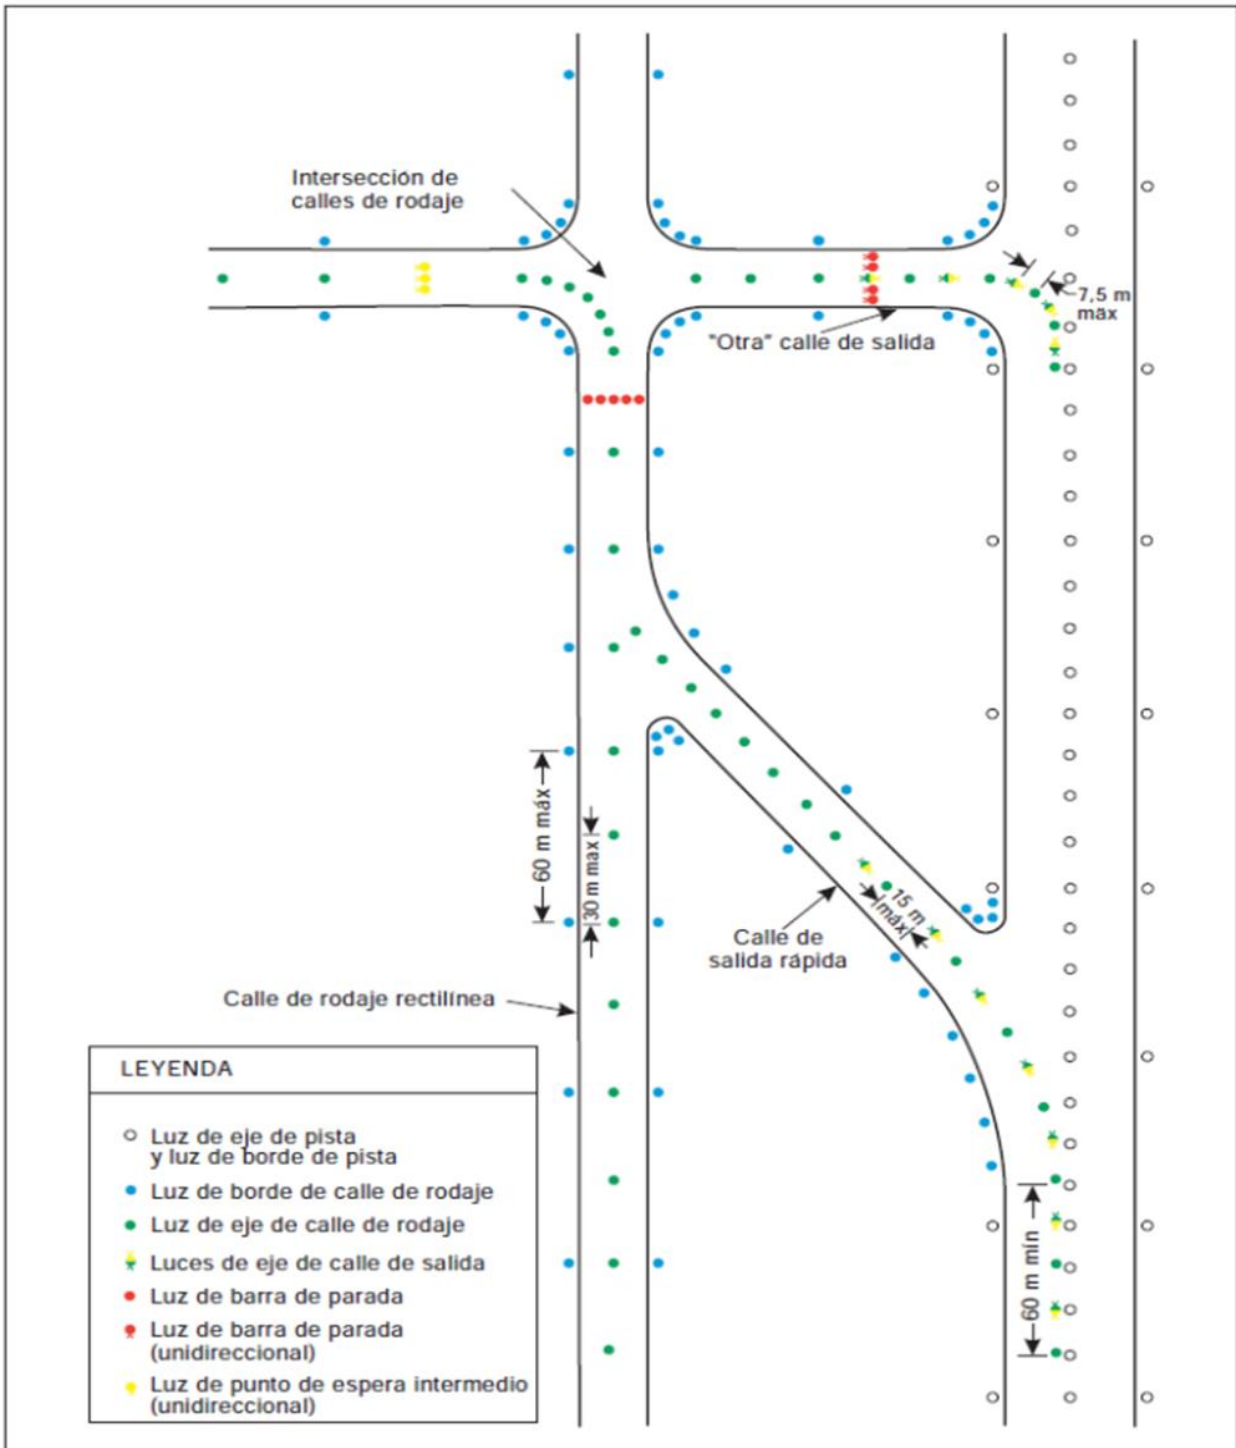 Intersección de
calles de rodaje
7,5 m
máx
"Otra" calle de salida
60 m máx
30 m max
15 m
máx
Calle de
salida rápida
Calle de rodaje rectilínea
60 m mín
LEYENDA
Luz de eje de pista
y luz de borde de pista
Luz de borde de calle de rodaje
Luz de eje de calle de rodaje
Luces de eje de calle de salida
Luz de barra de parada
Luz de barra de parada
(unidireccional)
Luz de punto de espera intermedio
(unidireccional)